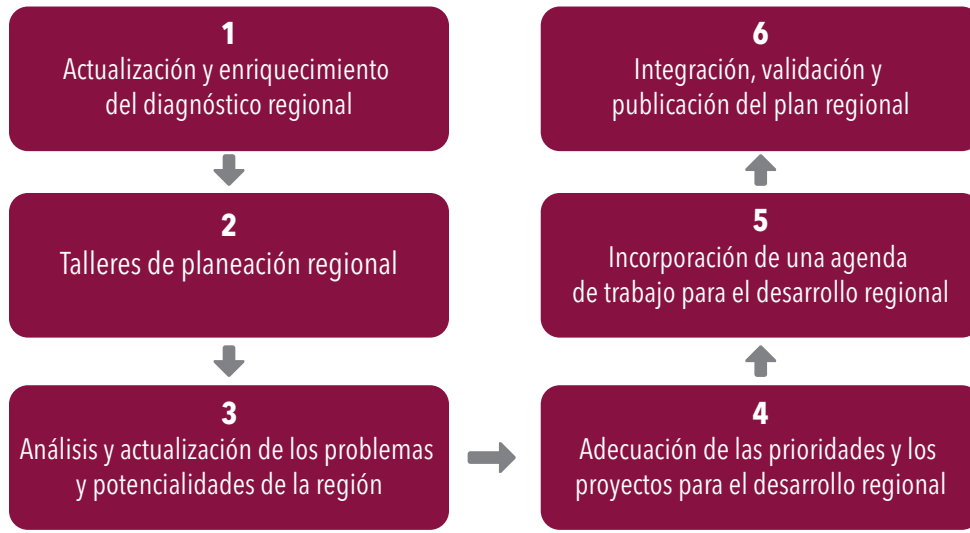 1
Actualización y enriquecimiento
del diagnóstico regional
2
Talleres de planeación regional
3
Análisis y actualización de los problemas
y potencialidades de la región
4
Adecuación de las prioridades y los
proyectos para el desarrollo regional
5
Incorporación de una agenda
de trabajo para el desarrollo regional
6
Integración, validación y
publicación del plan regional